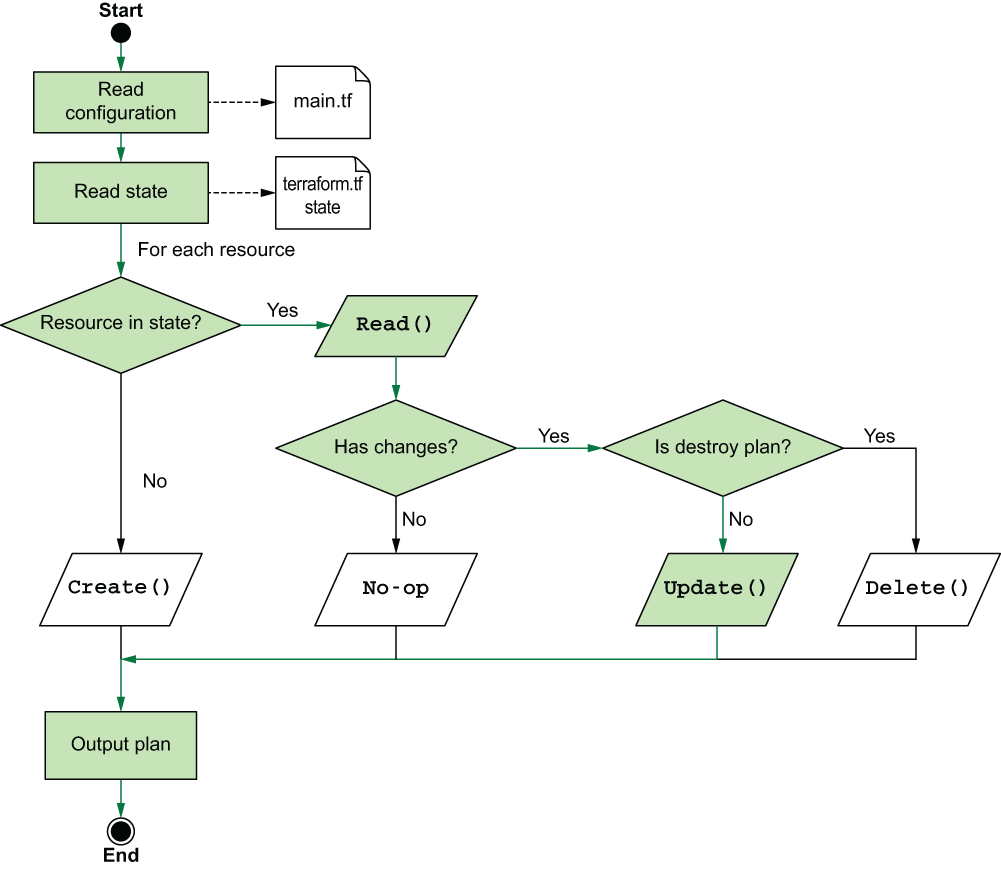 Start
Read
configuration
main.tf
Read state
terraform.tf
state
For each resource
Resource in state?
Yes
Read()
Has changes?
Yes
Is destroy plan?
Yes
No
No
No
Create()
No-op
Update()
Delete()
Output plan
End